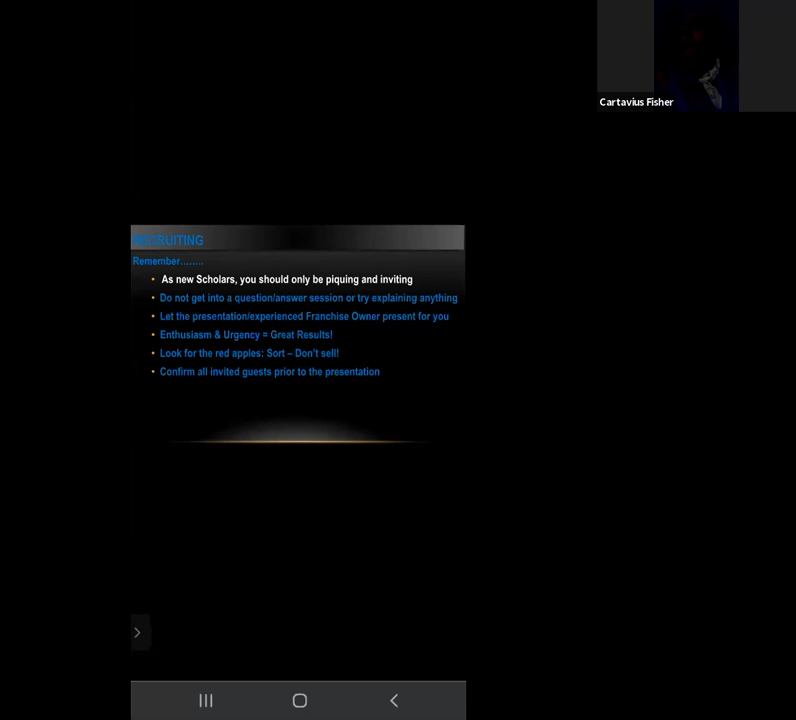 Cartavius Fisher
RECRUITING
Remember........
• As new Scholars, you should only be piquing and inviting
• Do not get into a question/answer session or try explaining anything
• Let the presentation/experienced Franchise Owner present for you
• Enthusiasm & Urgency = Great Results!
• Look for the red apples: Sort – Don't sell!
• Confirm all invited guests prior to the presentation